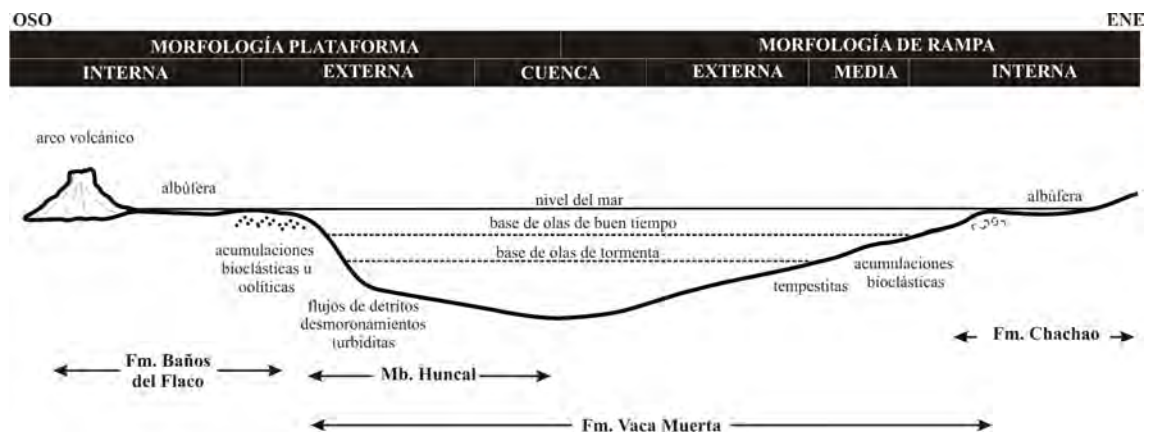 OSO
ENE
MORFOLOGÍA PLATAFORMA
MORFOLOGÍA DE RAMPA
INTERNA
EXTERNA
CUENCA
EXTERNA
MEDIA
INTERNA
arco volcánico
albúfera
nivel del mar
albúfera
base de olas de buen tiempo
base de olas de tormenta
acumulaciones
bioclásticas u
oolíticas
acumulaciones
bioclásticas
tempestitas
flujos de detritos
desmoronamientos
turbiditas
Fm. Chachao
Fm. Baños
del Flaco
Mb. Huncal
Fm. Vaca Muerta